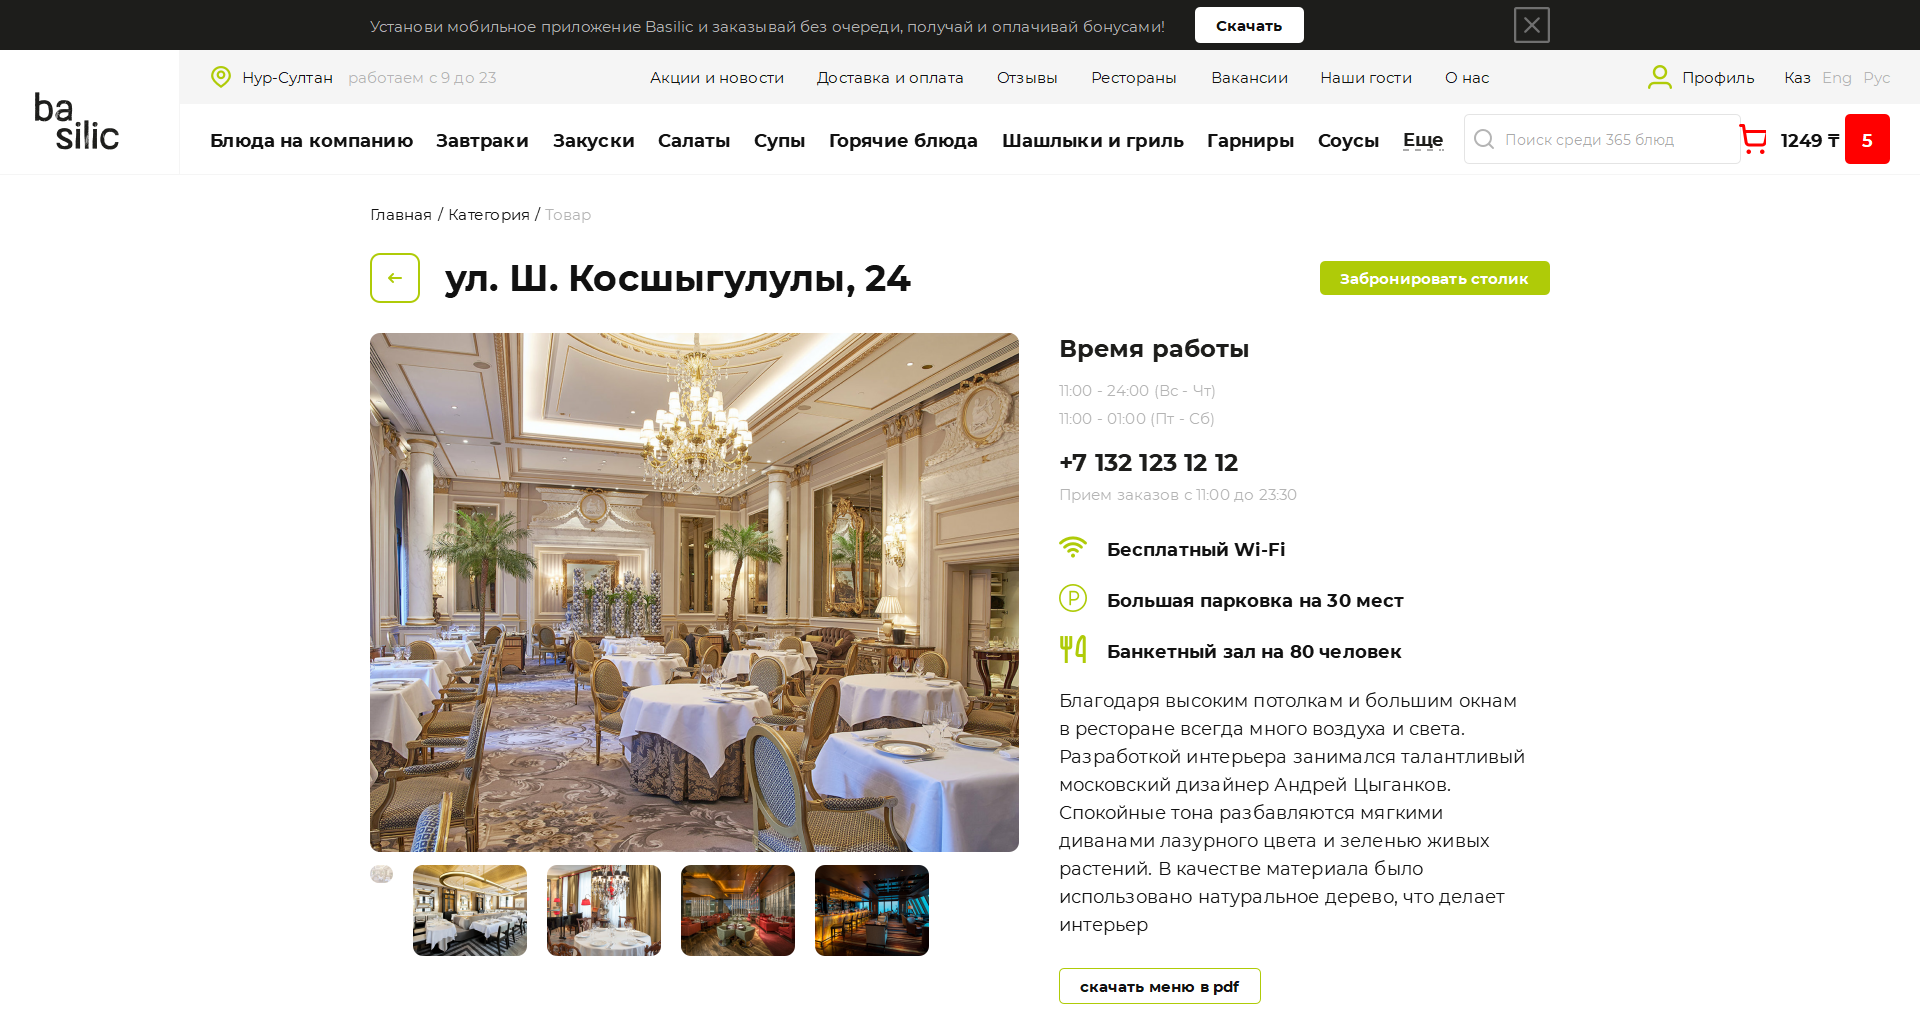 Установи мобильное приложение Basilic и заказывай без очереди, получай и оплачивай бонусами!
Скачать
ba
silic
Нур-Султан
работаем с 9 до 23
Акции и новости
Доставка и оплата
Отзывы
Рестораны
Вакансии
Наши гости
О нас
Профиль
Каз Eng Рус
Блюда на компанию
Завтраки
Закуски
Салаты
Супы
Горячие блюда
Шашлыки и гриль
Гарниры
Соусы
Еще
Поиск среди 365 блюд
1249 ₸
5
Главная / Категория / Товар
ул. Ш. Косшыгулулы, 24
Забронировать столик
Время работы
11:00 - 24:00 (Вс - Чт)
11:00 - 01:00 (Пт - Сб)
+7 132 123 12 12
Прием заказов с 11:00 до 23:30
Бесплатный Wi-Fi
P
Большая парковка на 30 мест
Банкетный зал на 80 человек
Благодаря высоким потолкам и большим окнам
в ресторане всегда много воздуха и света.
Разработкой интерьера занимался талантливый
московский дизайнер Андрей Цыганков.
Спокойные тона разбавляются мягкими
диванами лазурного цвета и зеленью живых
растений. В качестве материала было
использовано натуральное дерево, что делает
интерьер
скачать меню в pdf